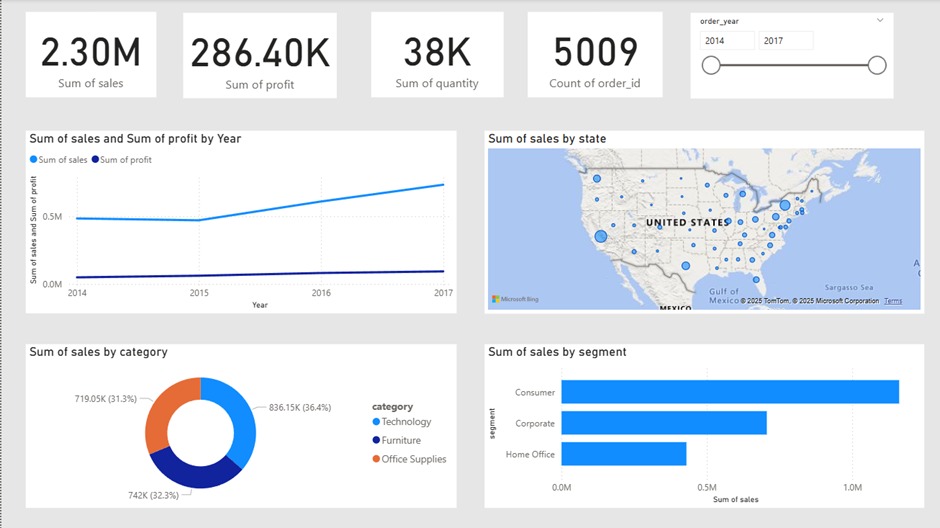 2.30M
Sum of sales
286.40K
Sum of profit
38K
Sum of quantity
5009
Count of order_id
order_year
2014
2017
Sum of sales and Sum of profit by Year
Sum of sales
Sum of profit
Sum of sales and Sum of profit
0.5M
0.0M
2014
2015
2016
2017
Year
Sum of sales by state
UNITED STATES
Gulf of
Mexico
MEXICO
Sargasso Sea
A
C
Microsoft Bing
© 2025 TomTom, © 2025 Microsoft Corporation Terms
Sum of sales by category
719.05K (31.3%)
836.15K (36.4%)
742K (32.3%)
category
Technology
Furniture
Office Supplies
Sum of sales by segment
segment
Consumer
Corporate
Home Office
0.0M
0.5M
1.0M
Sum of sales